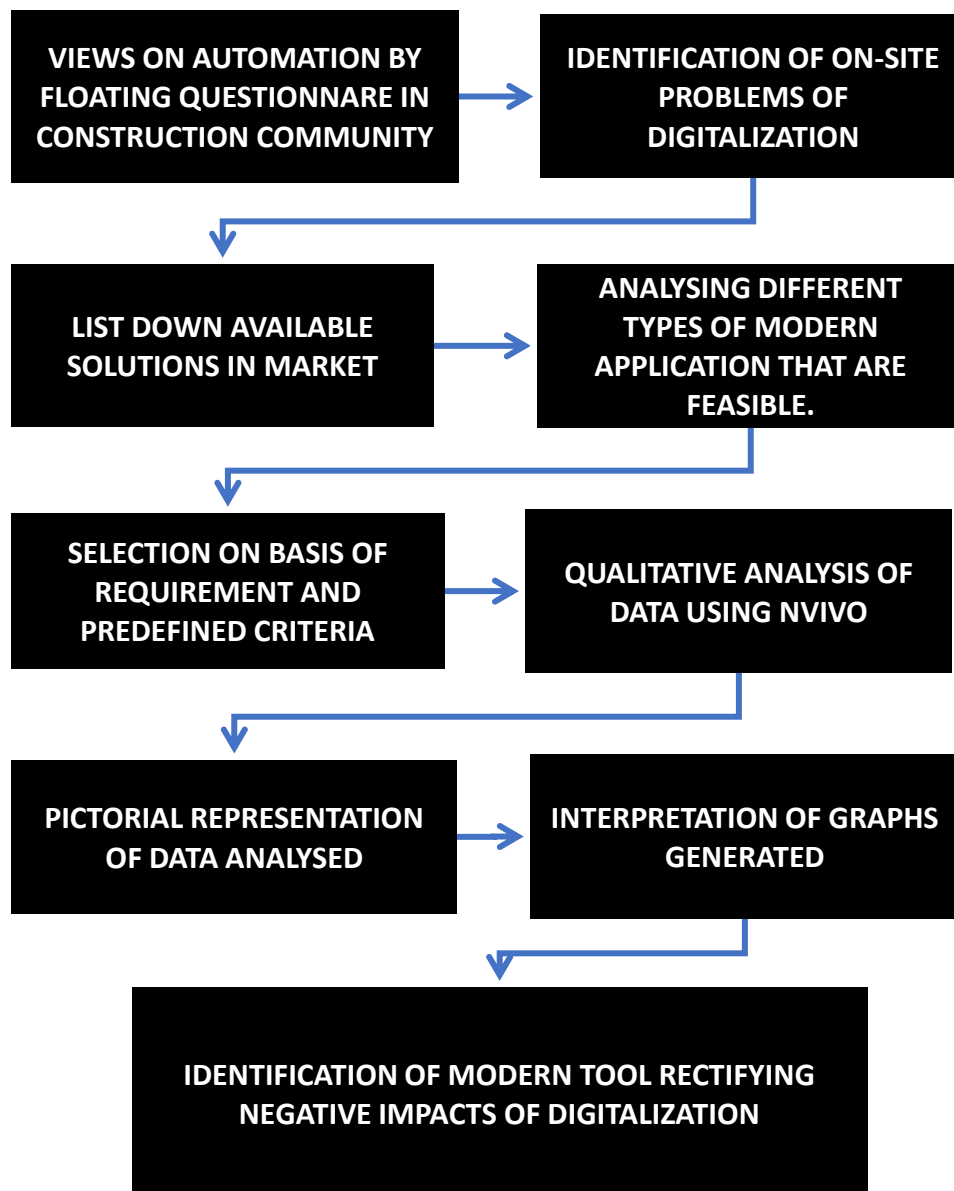 VIEWS ON AUTOMATION BY
FLOATING QUESTIONNARE IN
CONSTRUCTION COMMUNITY
IDENTIFICATION OF ON-SITE
PROBLEMS OF
DIGITALIZATION
LIST DOWN AVAILABLE
SOLUTIONS IN MARKET
ANALYSING DIFFERENT
TYPES OF MODERN
APPLICATION THAT ARE
FEASIBLE.
SELECTION ON BASIS OF
REQUIREMENT AND
PREDEFINED CRITERIA
QUALITATIVE ANALYSIS OF
DATA USING NVIVO
PICTORIAL REPRESENTATION
OF DATA ANALYSED
INTERPRETATION OF GRAPHS
GENERATED
IDENTIFICATION OF MODERN TOOL RECTIFYING
NEGATIVE IMPACTS OF DIGITALIZATION